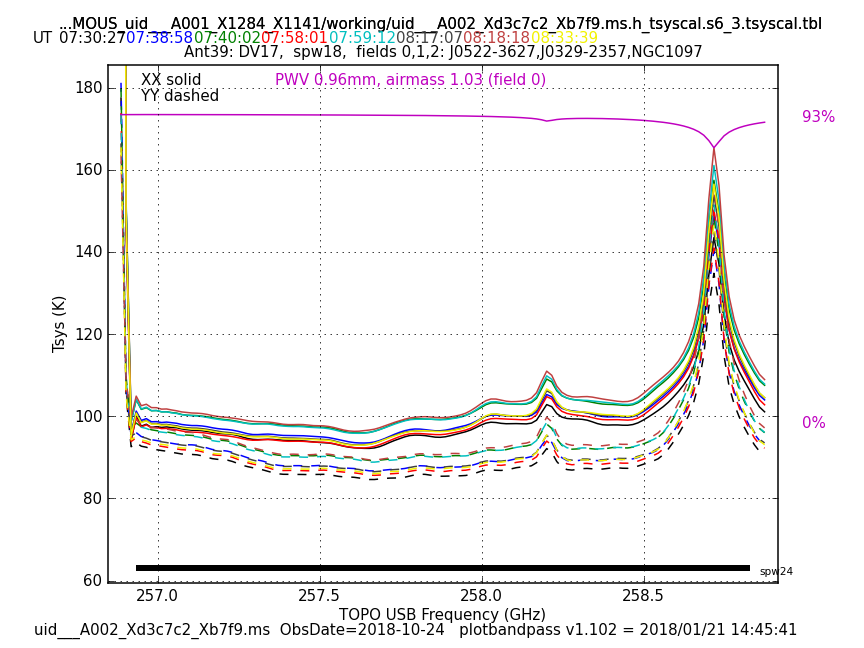 ...MOUS_uid___A001_X1284_X1141/working/uid___A002_Xd3c7c2_Xb7f9.ms.h_tsyscal.s6_3.tsyscal.tbl
UT 07:30:27 07:38:58 07:40:02 07:58:01 07:59:12 08:17:07 08:18:18 08:33:39
Ant39: DV17, spw18, fields 0,1,2: J0522-3627,J0329-2357,NGC1097
XX solid
PWV 0.96mm, airmass 1.03 (field 0)
YY dashed
180
160
140
120
100
80
60
Tsys (K)
93%
0%
spw24
257.0
257.5
258.0
258.5
TOPO USB Frequency (GHz)
uid___A002_Xd3c7c2_Xb7f9.ms ObsDate=2018-10-24 plotbandpass v1.102 = 2018/01/21 14:45:41